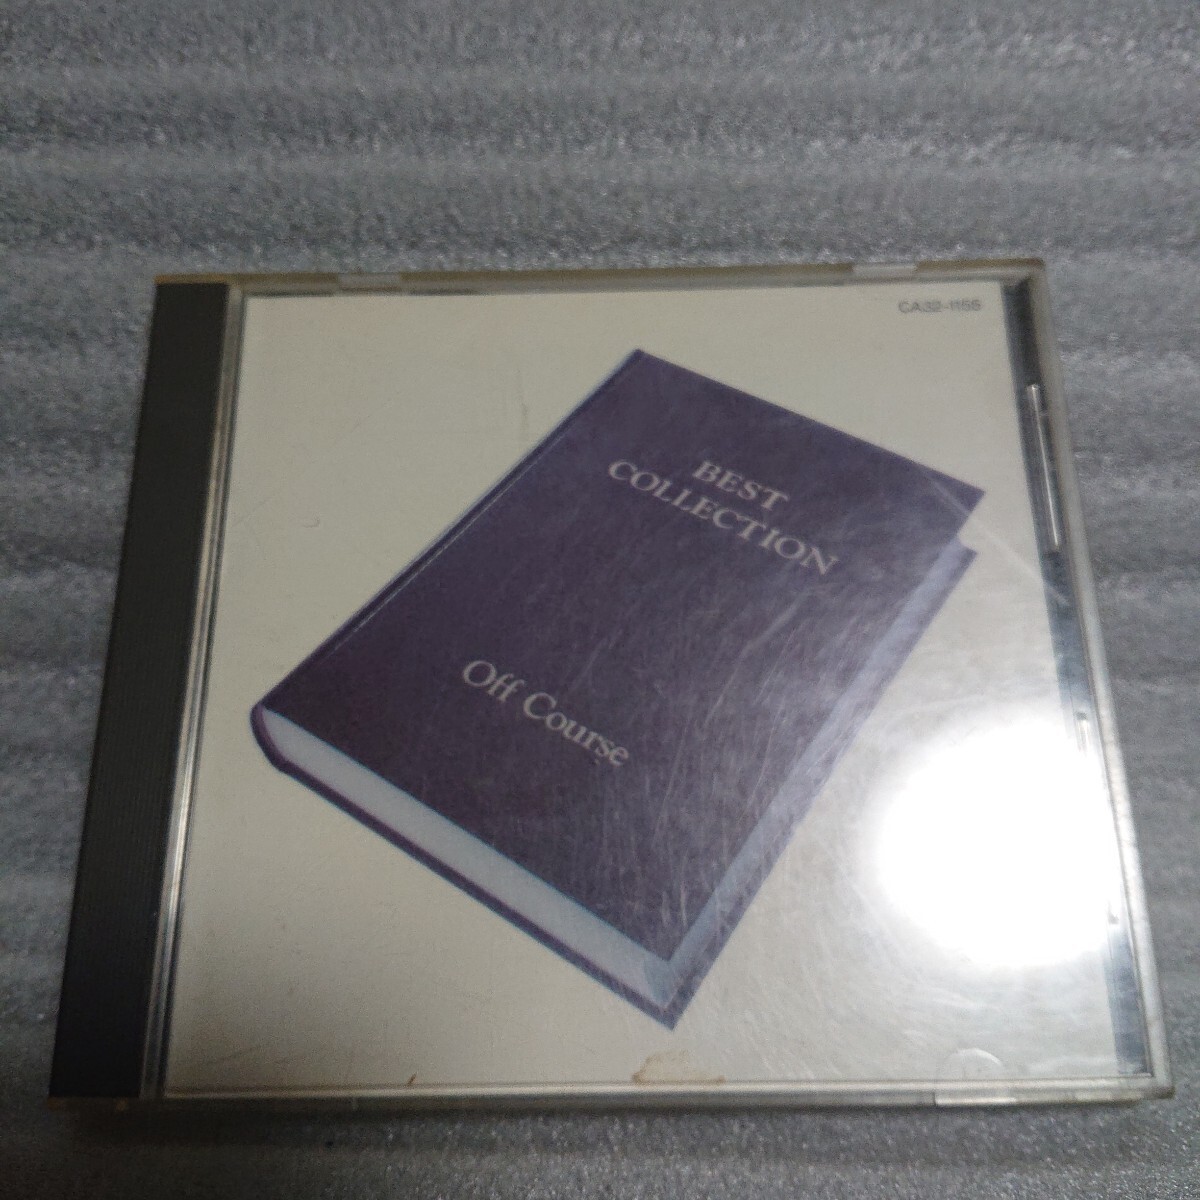 CA32-1155
BEST
COLLECTION
Off Course